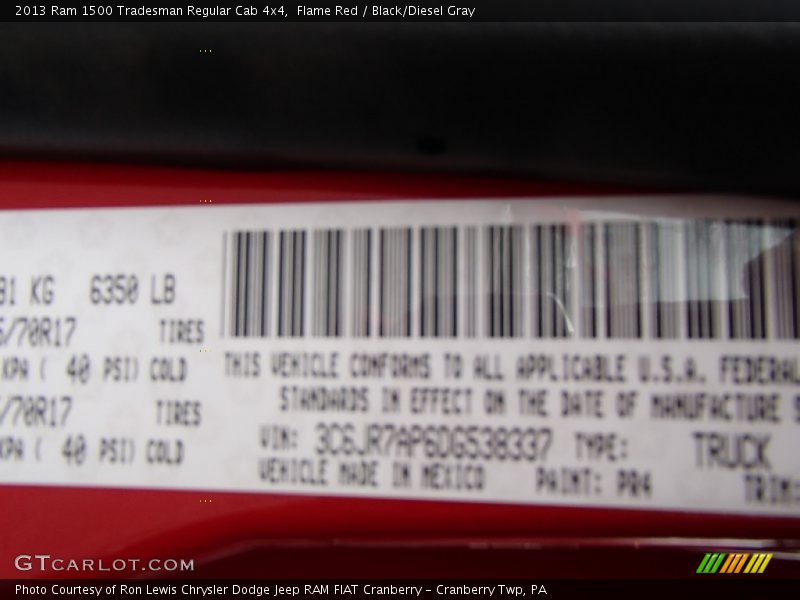 2013 Ram 1500 Tradesman Regular Cab 4x4, Flame Red / Black/Diesel Gray
81 KG 6350 LB
5/70R17 TIRES
KPA ( 40 PSI) COLD
/70R17 TIRES
KPA ( 40 PSI) COLD
THIS VEHICLE CONFORMS TO ALL APPLICABLE U.S.A. FEDERAL
STANDARDS IN EFFECT ON THE DATE OF MANUFACTURE S
VIN: 3C6JR7AP6DG538337 TYPE: TRUCK
VEHICLE MADE IN MEXICO PAINT: PR4 TRIM:
GTCARLOT.COM
Photo Courtesy of Ron Lewis Chrysler Dodge Jeep RAM FIAT Cranberry - Cranberry Twp, PA